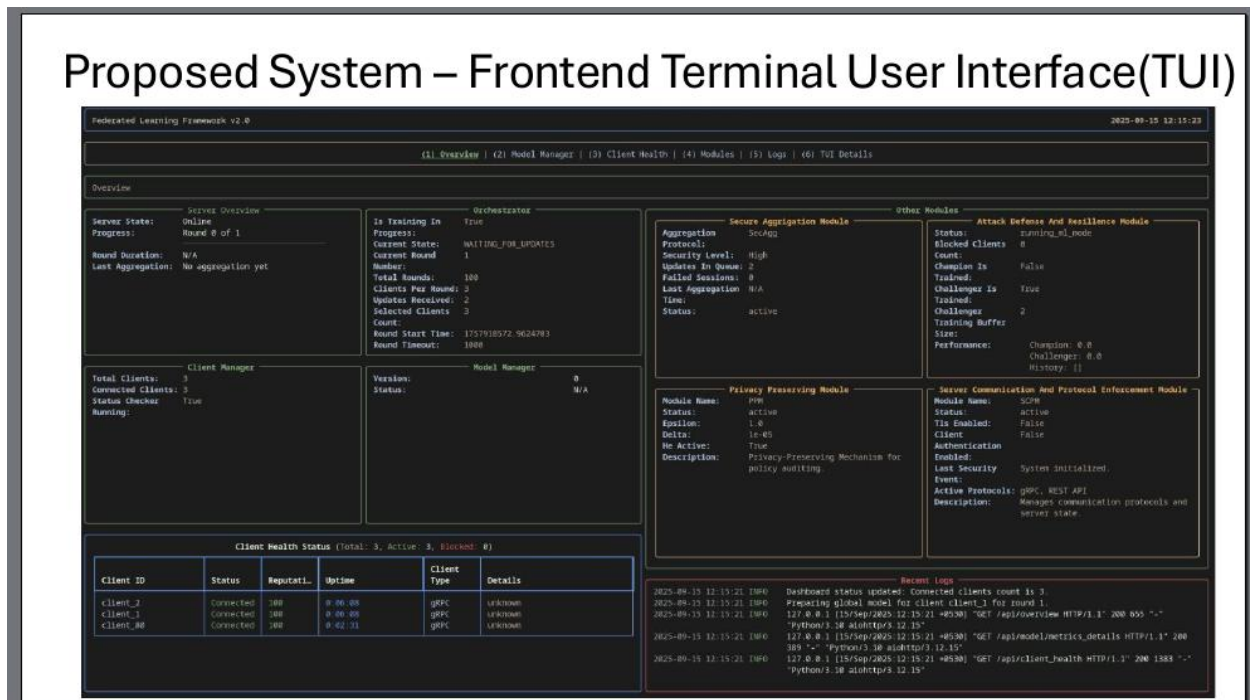 Proposed System – Frontend Terminal User Interface(TUI)
Federated Learning Framework v2.0
2025-09-15 12:15:23
(1) Overview | (2) Model Manager | (3) Client Health | (4) Modules | (5) Logs | (6) TUI Details
Overview
Server Overview
Server State: Online
Progress: Round 0 of 1
Round Duration: N/A
Last Aggregation: No aggregation yet
Orchestrator
Is Training In True
Progress:
Current State: WAITING_FOR_UPDATES
Current Round 1
Number:
Total Rounds: 100
Clients Per Round: 3
Updates Received: 2
Selected Clients 3
Count:
Round Start Time: 1757918572.9624703
Round Timeout: 1000
Client Manager
Total Clients: 3
Connected Clients: 3
Status Checker True
Running:
Model Manager
Version: 0
Status: N/A
Other Modules
Secure Aggrigation Module
Aggregation SecAgg
Protocol:
Security Level: High
Updates In Queue: 2
Failed Sessions: 0
Last Aggregation N/A
Time:
Status: active
Attack Defense And Resillence Module
Status: running_ml_mode
Blocked Clients 0
Count:
Champion Is False
Trained:
Challenger Is True
Trained:
Challenger 2
Training Buffer
Size:
Performance: Champion: 0.0
Challenger: 0.0
History: []
Privacy Preserving Module
Module Name: PPM
Status: active
Epsilon: 1.0
Delta: 1e-05
He Active: True
Description: Privacy-Preserving Mechanism for
policy auditing.
Server Communication And Protocol Enforcement Module
Module Name: SCPM
Status: active
Tls Enabled: False
Client False
Authentication
Enabled:
Last Security System initialized.
Event:
Active Protocols: gRPC, REST API
Description: Manages communication protocols and
server state.
Client Health Status (Total: 3, Active: 3, Blocked: 0)
Client ID Status Reputati… Uptime Client Type Details
client_2 Connected 100 0:06:08 gRPC unknown
client_1 Connected 100 0:06:08 gRPC unknown
client_80 Connected 100 0:02:31 gRPC unknown
Recent Logs
2025-09-15 12:15:21 INFO Dashboard status updated: Connected clients count is 3.
2025-09-15 12:15:21 INFO Preparing global model for client client_1 for round 1.
2025-09-15 12:15:21 INFO 127.0.0.1 [15/Sep/2025:12:15:21 +0530] "GET /api/overview HTTP/1.1" 200 655 "-"
"Python/3.10 aiohttp/3.12.15"
2025-09-15 12:15:21 INFO 127.0.0.1 [15/Sep/2025:12:15:21 +0530] "GET /api/model/metrics_details HTTP/1.1" 200
389 "-" "Python/3.10 aiohttp/3.12.15"
2025-09-15 12:15:21 INFO 127.0.0.1 [15/Sep/2025:12:15:21 +0530] "GET /api/client_health HTTP/1.1" 200 1383 "-"
"Python/3.10 aiohttp/3.12.15"